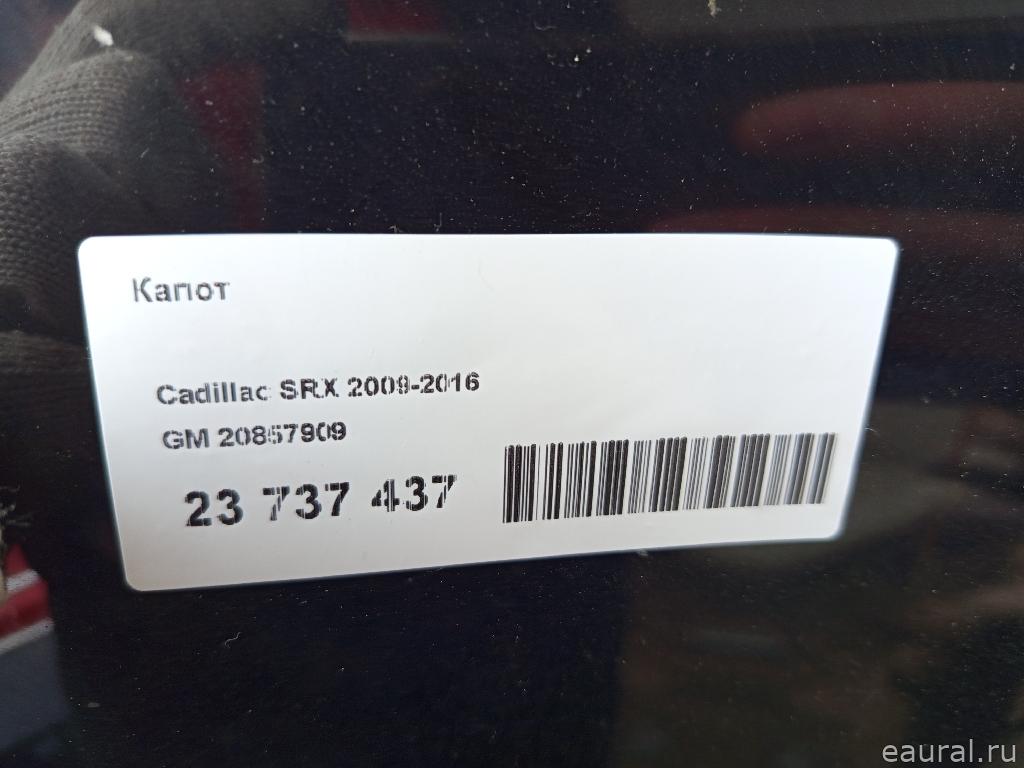 Капот
Cadillac SRX 2009-2016
GM 20857909
23 737 437
eaural.ru